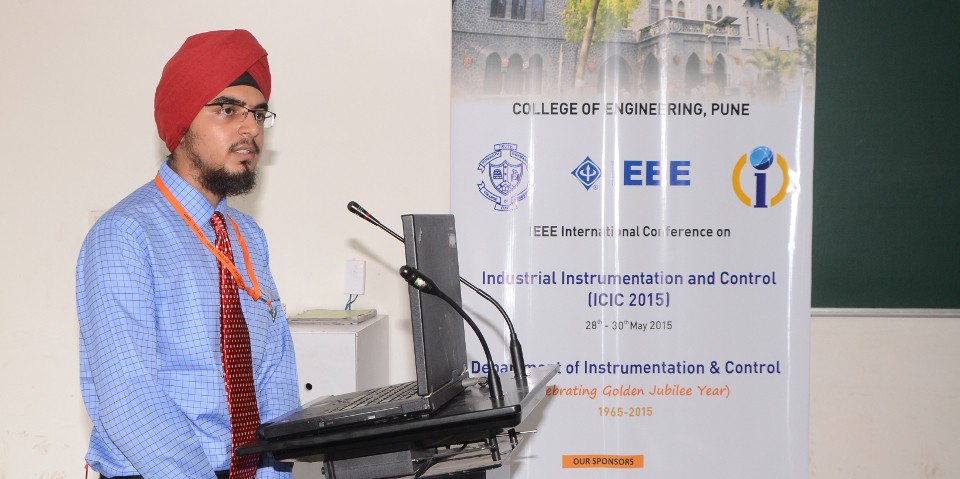 COLLEGE OF ENGINEERING, PUNE
IEEE
IEEE International Conference on
Industrial Instrumentation and Control
(ICIC 2015)
28th - 30th May 2015
of Instrumentation & Control
Golden Jubilee Year)
1965-2015
OUR SPONSORS